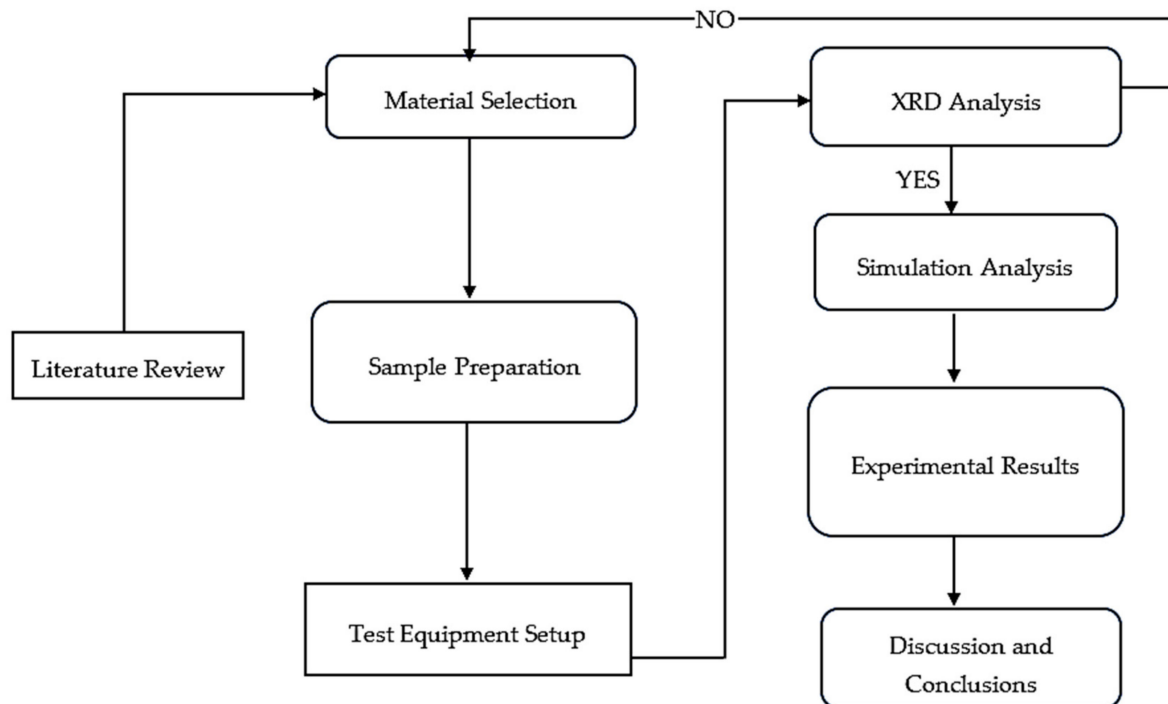 NO
Material Selection
XRD Analysis
YES
Simulation Analysis
Literature Review
Sample Preparation
Experimental Results
Test Equipment Setup
Discussion and
Conclusions